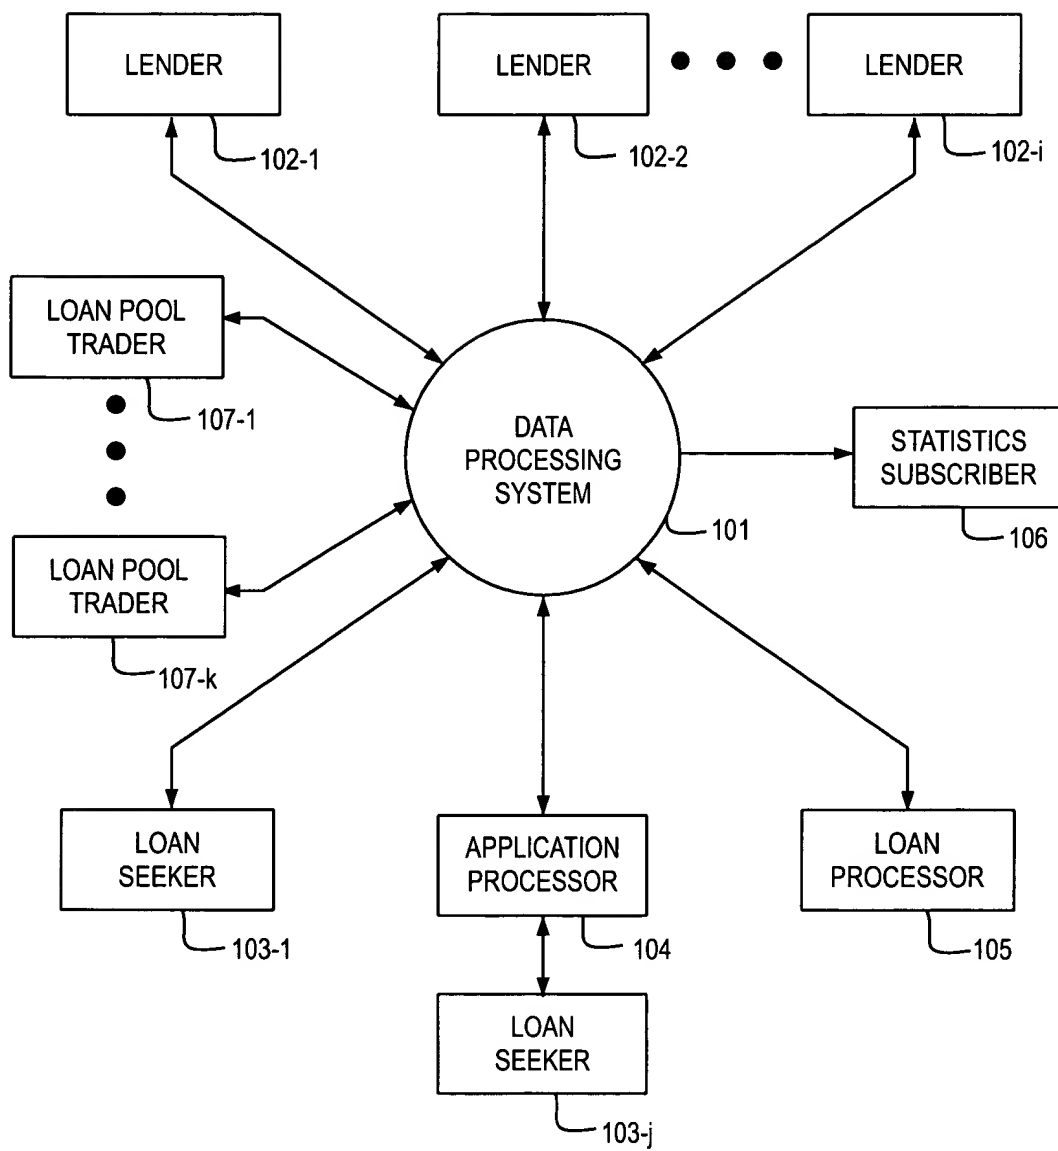 LENDER
LENDER
LENDER
102-1
102-2
102-i
LOAN POOL
TRADER
107-1
DATA
PROCESSING
SYSTEM
101
STATISTICS
SUBSCRIBER
106
LOAN POOL
TRADER
107-k
LOAN
SEEKER
103-1
APPLICATION
PROCESSOR
104
LOAN
PROCESSOR
105
LOAN
SEEKER
103-j